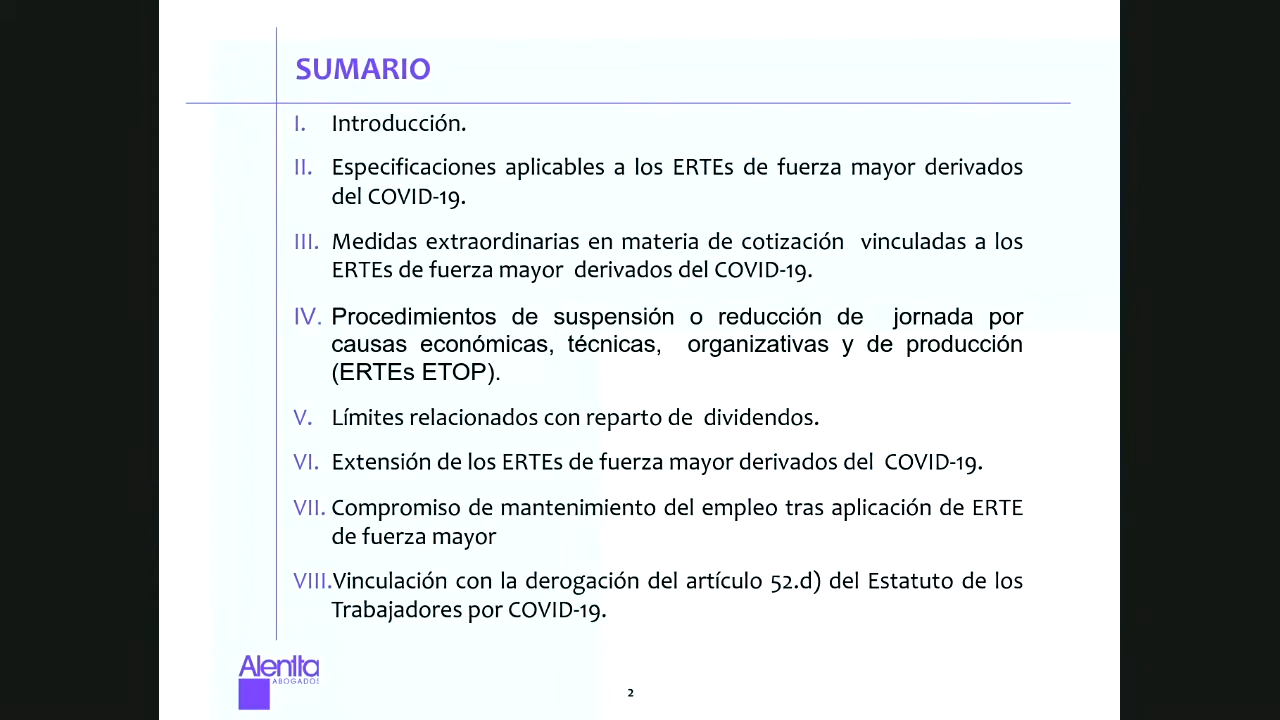 SUMARIO
I. Introducción.
II. Especificaciones aplicables a los ERTEs de fuerza mayor derivados
del COVID-19.
III. Medidas extraordinarias en materia de cotización vinculadas a los
ERTEs de fuerza mayor derivados del COVID-19.
IV. Procedimientos de suspensión o reducción de jornada por
causas económicas, técnicas, organizativas y de producción
(ERTEs ETOP).
V. Límites relacionados con reparto de dividendos.
VI. Extensión de los ERTEs de fuerza mayor derivados del COVID-19.
VII. Compromiso de mantenimiento del empleo tras aplicación de ERTE
de fuerza mayor
VIII. Vinculación con la derogación del artículo 52.d) del Estatuto de los
Trabajadores por COVID-19.
Alenta
ABOGADOS
2